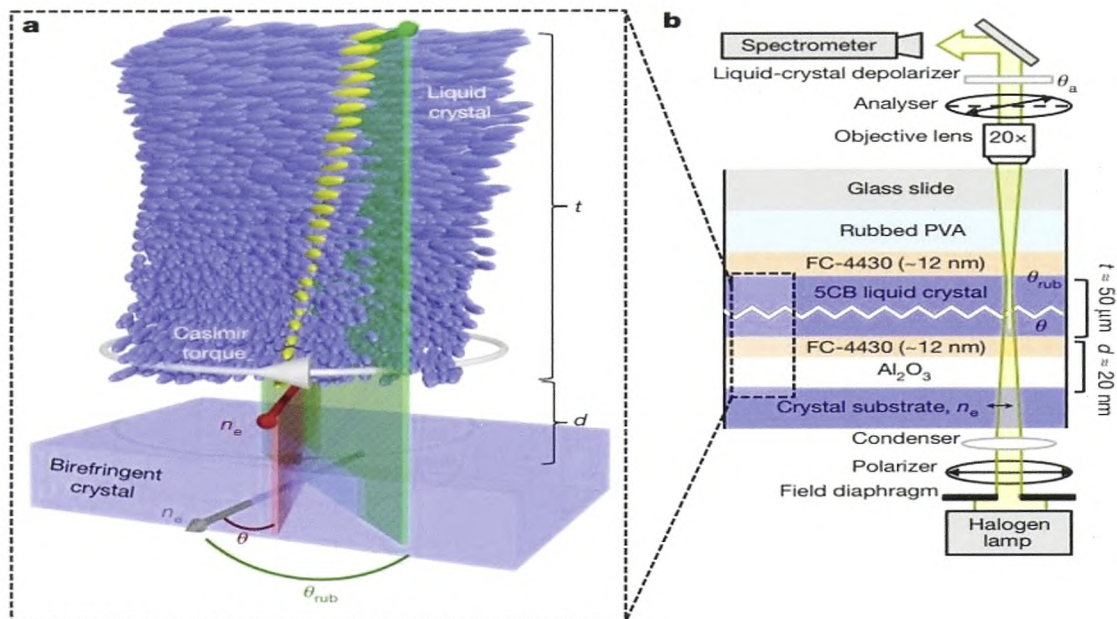 a
Liquid
crystal
t
Casimir
torque
n_e
d
Birefringent
crystal
n_e
θ
θ_rub
b
Spectrometer
Liquid-crystal depolarizer
θ_a
Analyser
Objective lens
20×
Glass slide
Rubbed PVA
FC-4430 (~12 nm)
θ_rub
5CB liquid crystal
θ
t ≈ 50 μm
FC-4430 (~12 nm)
Al₂O₃
d ≈ 20 nm
Crystal substrate, n_e
Condenser
Polarizer
Field diaphragm
Halogen
lamp